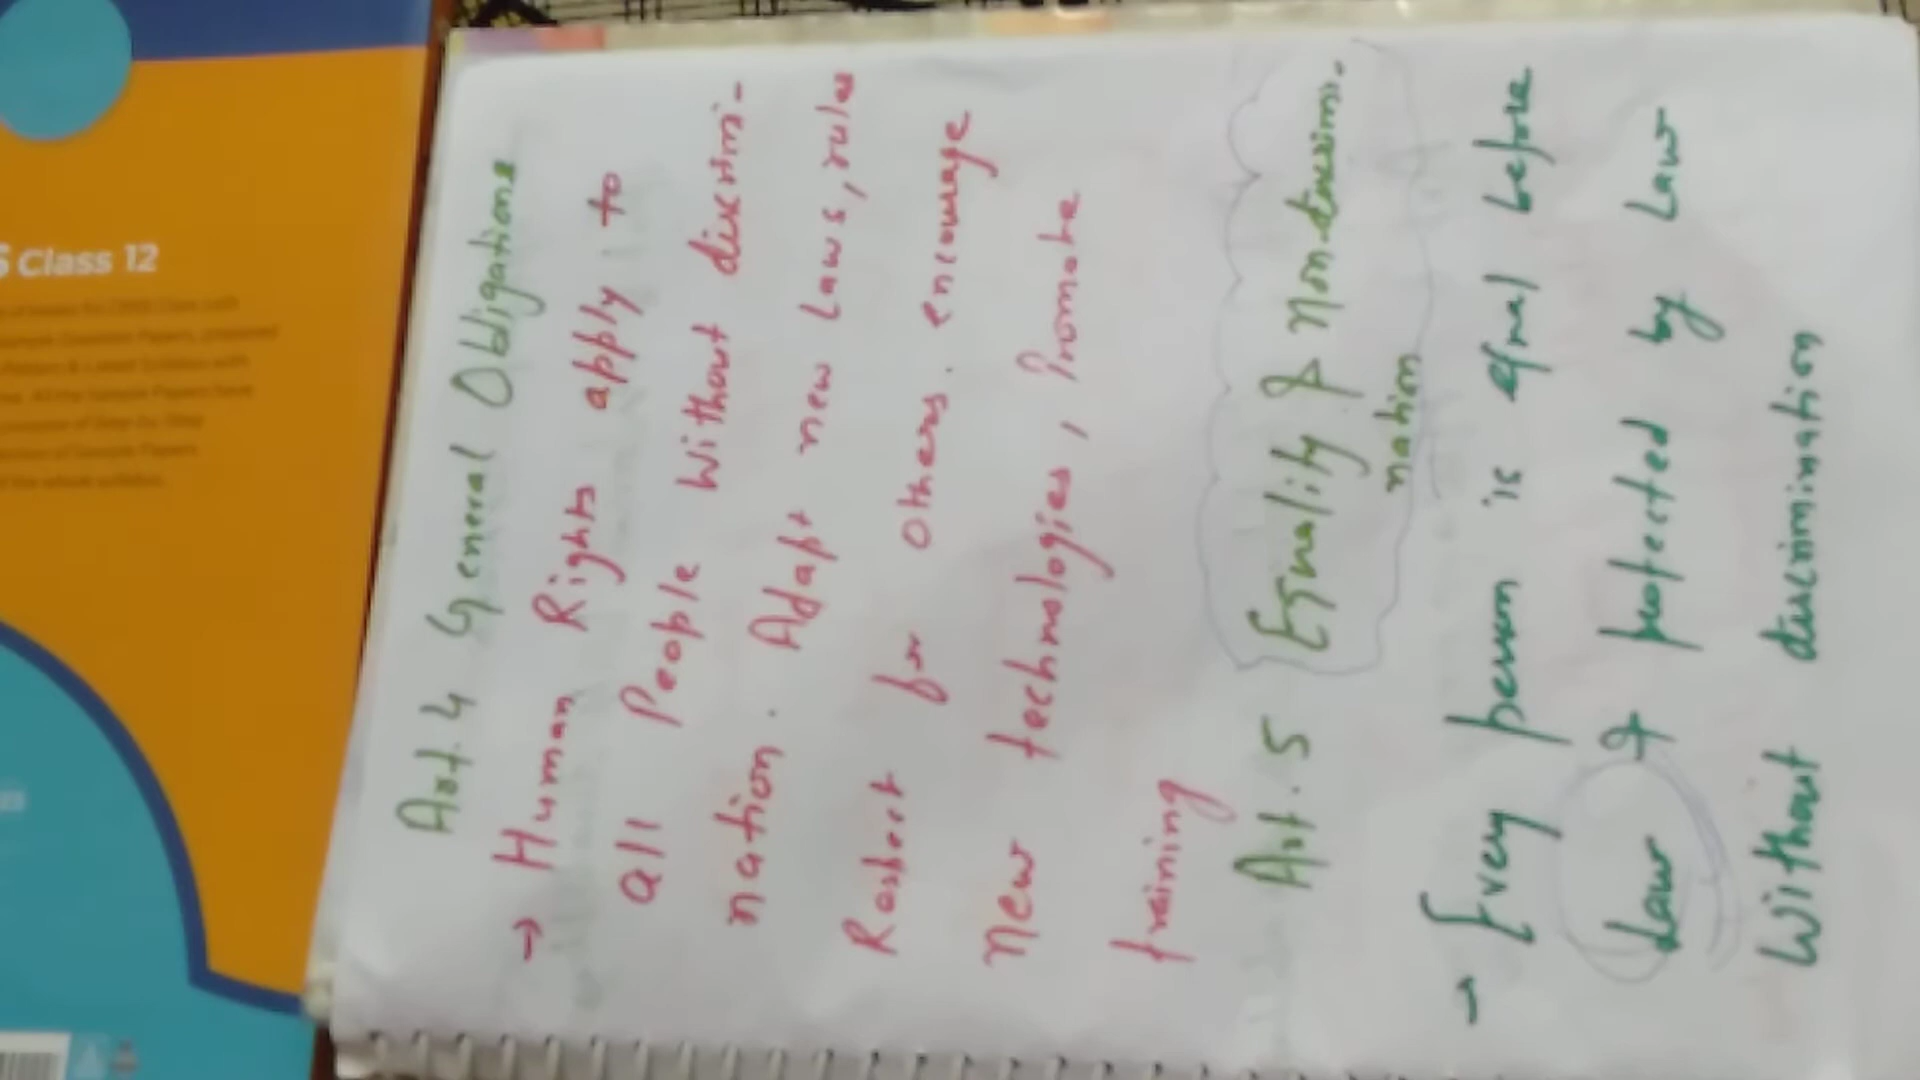 Class 12
Art. 4 General Obligations
→ Human Rights apply to
all People Without discrimi-
nation. Adapt new Laws, rules
for others. encourage
new technologies, Promote
training
Art. 5 Equality & non-discrimi-
nation
→ Every person is equal before
Law & protected by Law
Without discrimination